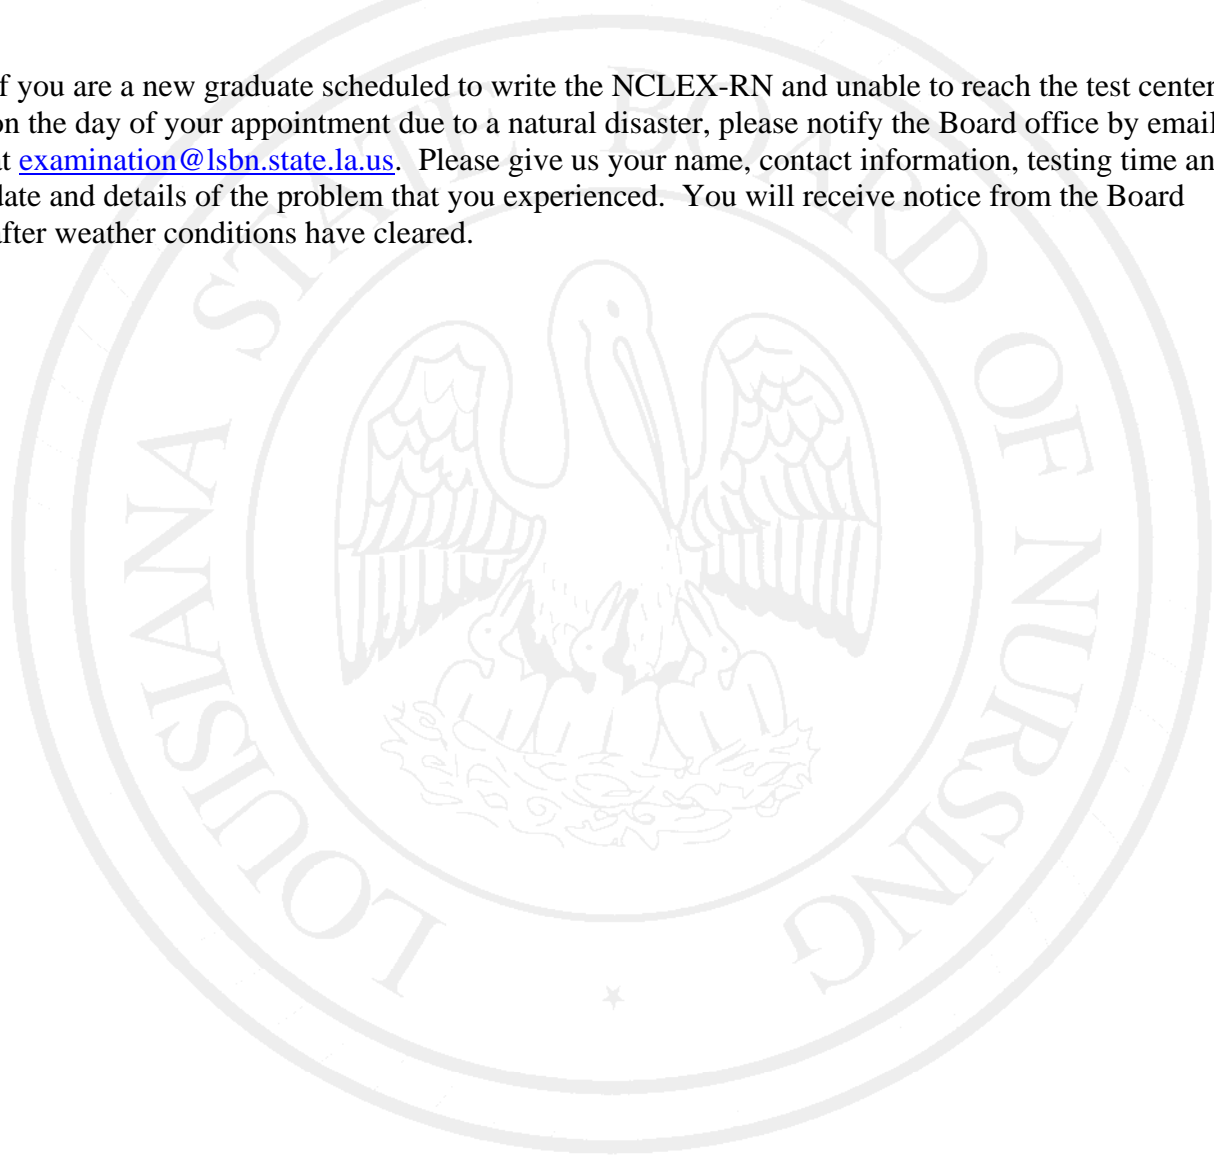 f you are a new graduate scheduled to write the NCLEX-RN and unable to reach the test center
on the day of your appointment due to a natural disaster, please notify the Board office by email
at examination@lsbn.state.la.us. Please give us your name, contact information, testing time an
date and details of the problem that you experienced. You will receive notice from the Board
after weather conditions have cleared.
LOUISIANA STATE BOARD OF NURSING